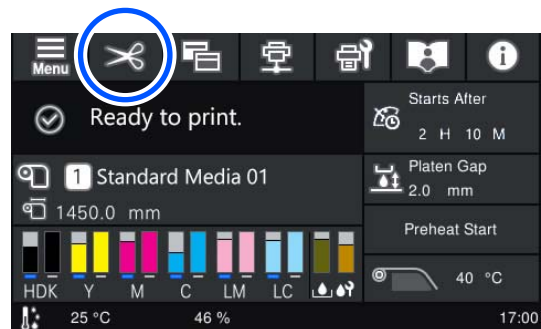 Menu
Ready to print.
Starts After
2 H 10 M
1 Standard Media 01
Platen Gap
2.0 mm
1450.0 mm
Preheat Start
HDK Y M C LM LC
40 °C
25 °C 46 % 17:00